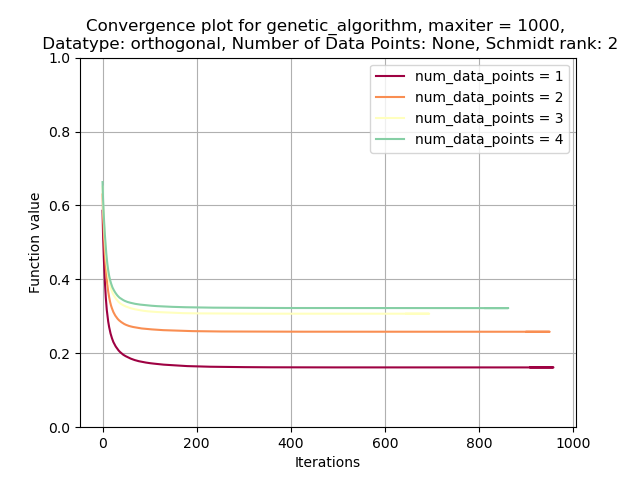 Convergence plot for genetic_algorithm, maxiter = 1000,
Datatype: orthogonal, Number of Data Points: None, Schmidt rank: 2
1.0
0.8
0.6
0.4
0.2
0.0
Function value
num_data_points = 1
num_data_points = 2
num_data_points = 3
num_data_points = 4
0 200 400 600 800 1000
Iterations